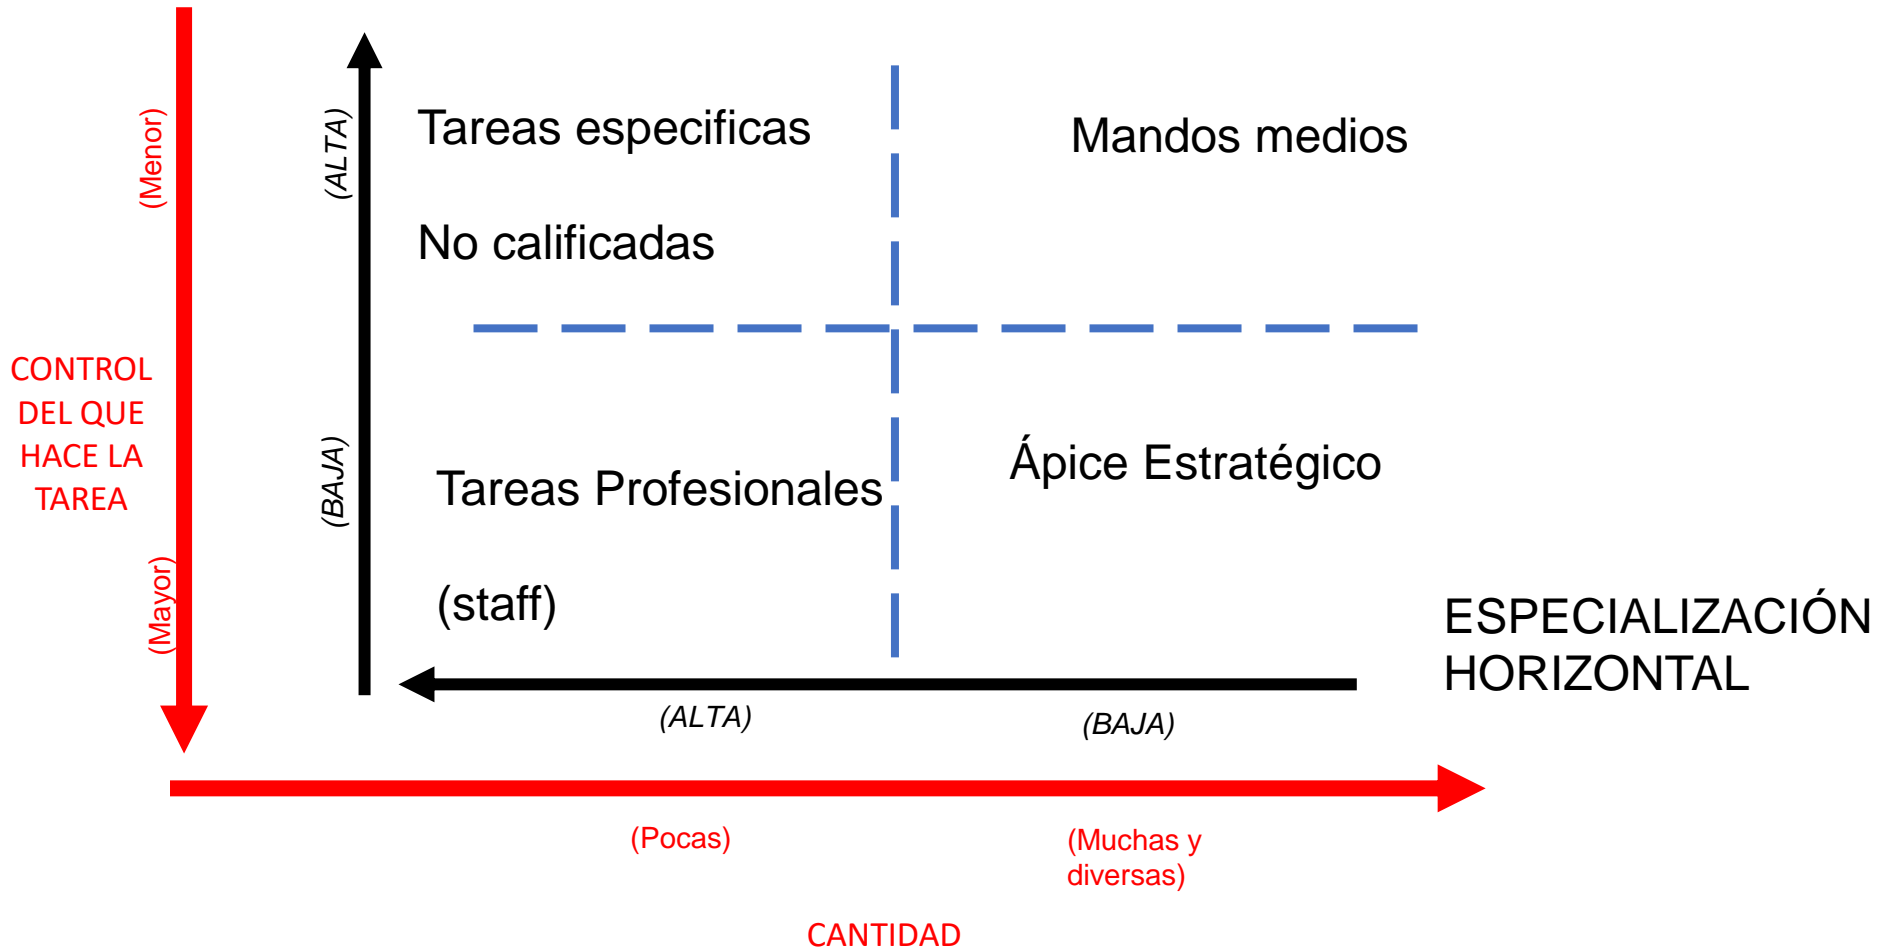 (Menor)
(ALTA)
Tareas especificas
No calificadas
Mandos medios
CONTROL
DEL QUE
HACE LA
TAREA
(Mayor)
(BAJA)
Tareas Profesionales
(staff)
Ápice Estratégico
ESPECIALIZACIÓN
HORIZONTAL
(ALTA)
(BAJA)
(Pocas)
(Muchas y
diversas)
CANTIDAD